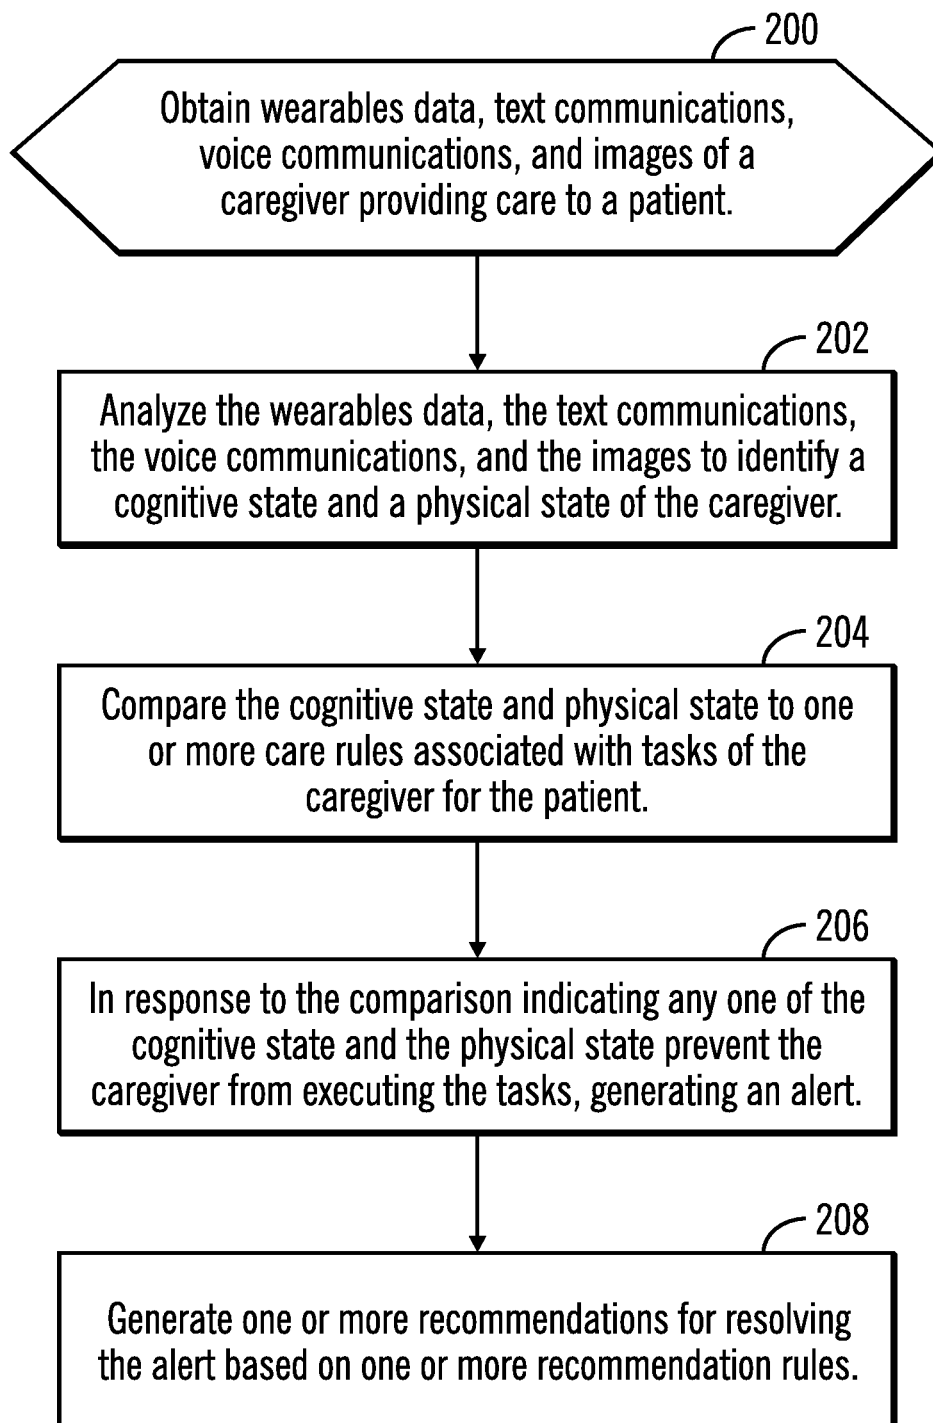 200
Obtain wearables data, text communications,
voice communications, and images of a
caregiver providing care to a patient.
202
Analyze the wearables data, the text communications,
the voice communications, and the images to identify a
cognitive state and a physical state of the caregiver.
204
Compare the cognitive state and physical state to one
or more care rules associated with tasks of the
caregiver for the patient.
206
In response to the comparison indicating any one of the
cognitive state and the physical state prevent the
caregiver from executing the tasks, generating an alert.
208
Generate one or more recommendations for resolving
the alert based on one or more recommendation rules.